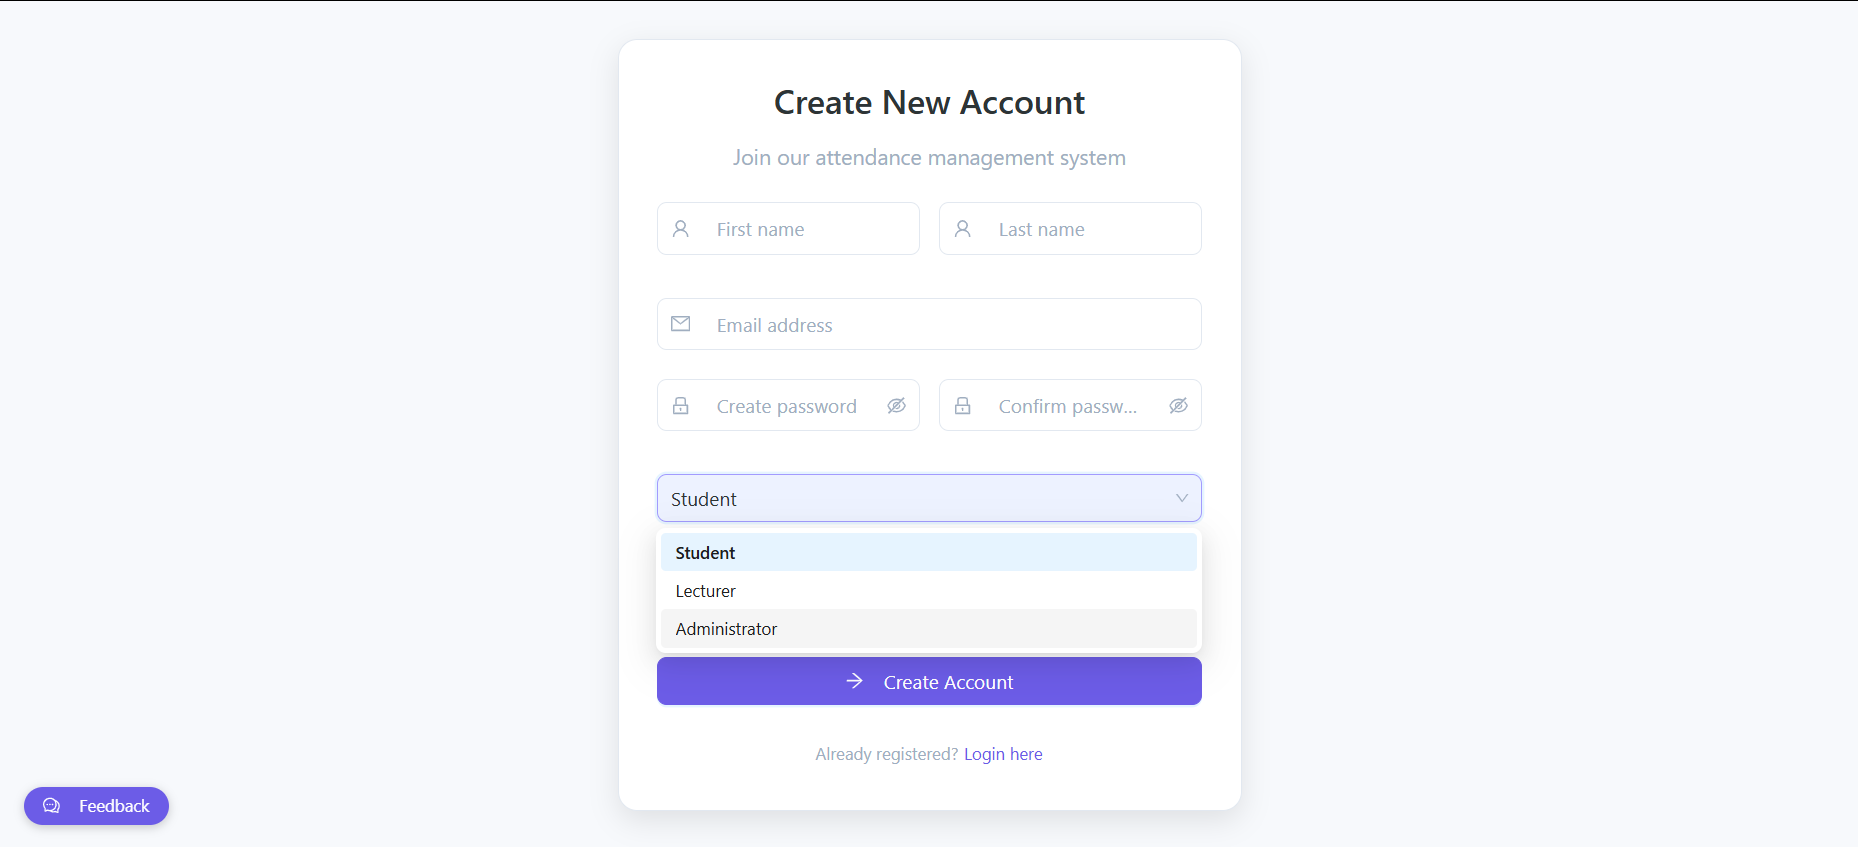 Create New Account
Join our attendance management system
First name
Last name
Email address
Create password
Confirm passw...
Student
Student
Lecturer
Administrator
Create Account
Already registered? Login here
Feedback